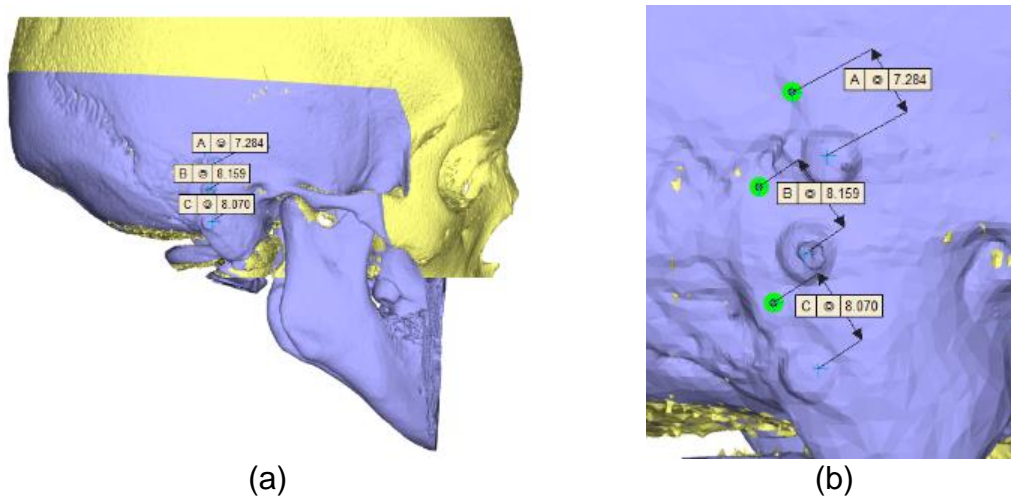 A ⌾ 7.284
B ⌾ 8.159
C ⌾ 8.070
A ⌾ 7.284
B ⌾ 8.159
C ⌾ 8.070
(a)
(b)